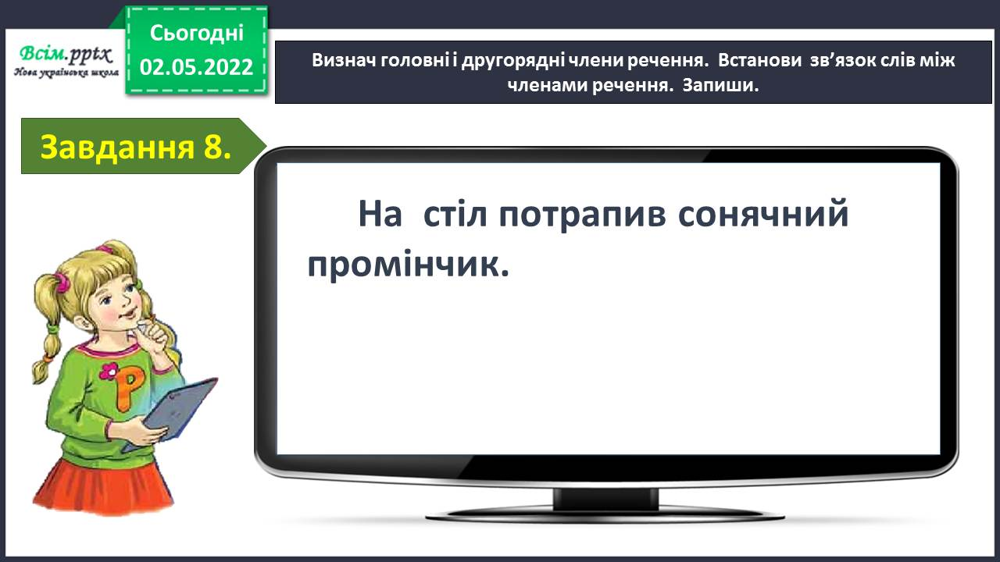 Всім.pptx
Нова українська школа
Сьогодні
02.05.2022
Визнач головні і другорядні члени речення. Встанови зв’язок слів між
членами речення. Запиши.
Завдання 8.
На стіл потрапив сонячний
промінчик.
Р